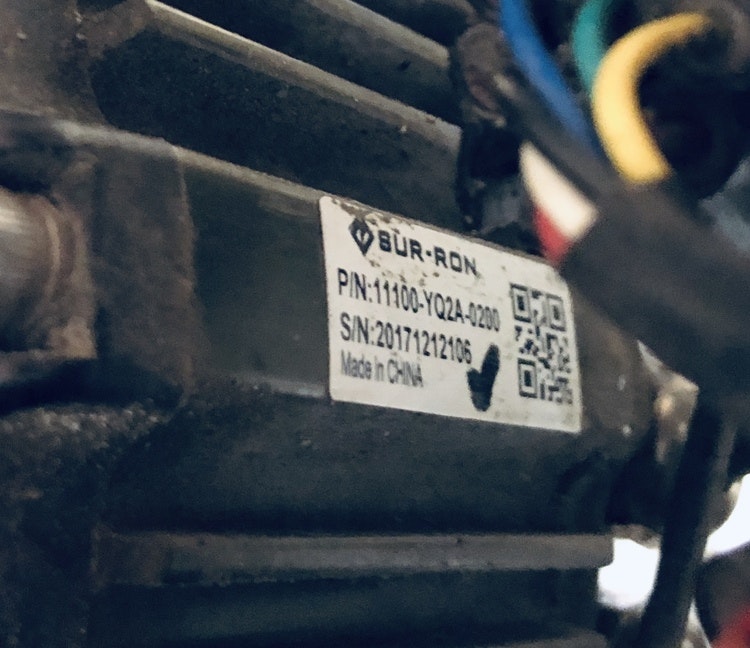 SUR-RON
P/N:11100-YQ2A-0200
S/N:20171212106
Made In CHINA